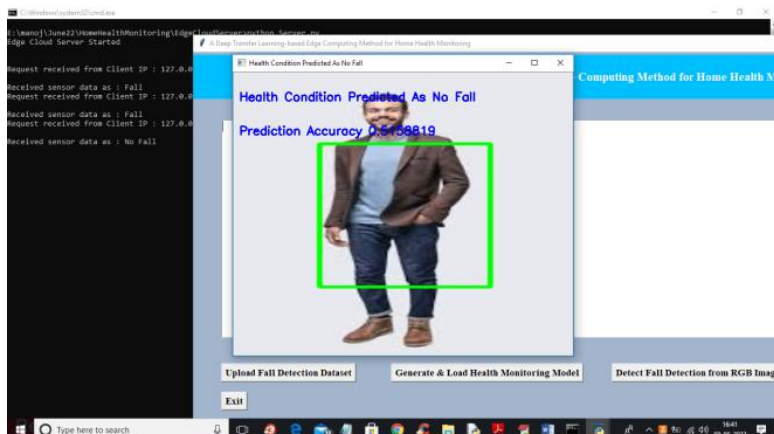 C:\Windows\system32\cmd.exe
E:\manoj\June22\HomeHealthMonitoring\EdgeCloudServer>python Server.py
Edge Cloud Server Started
Request received from Client IP : 127.0.0
Received sensor data as : Fall
Request received from Client IP : 127.0.0
Received sensor data as : Fall
Request received from Client IP : 127.0.0
Received sensor data as : No Fall
A Deep Transfer Learning-based Edge Computing Method for Home Health Monitoring
Computing Method for Home Health M
Health Condition Predicted As No Fall
Health Condition Predicted As No Fall
Prediction Accuracy 0.5158819
Upload Fall Detection Dataset
Generate & Load Health Monitoring Model
Detect Fall Detection from RGB Imag
Exit
Type here to search
16:41